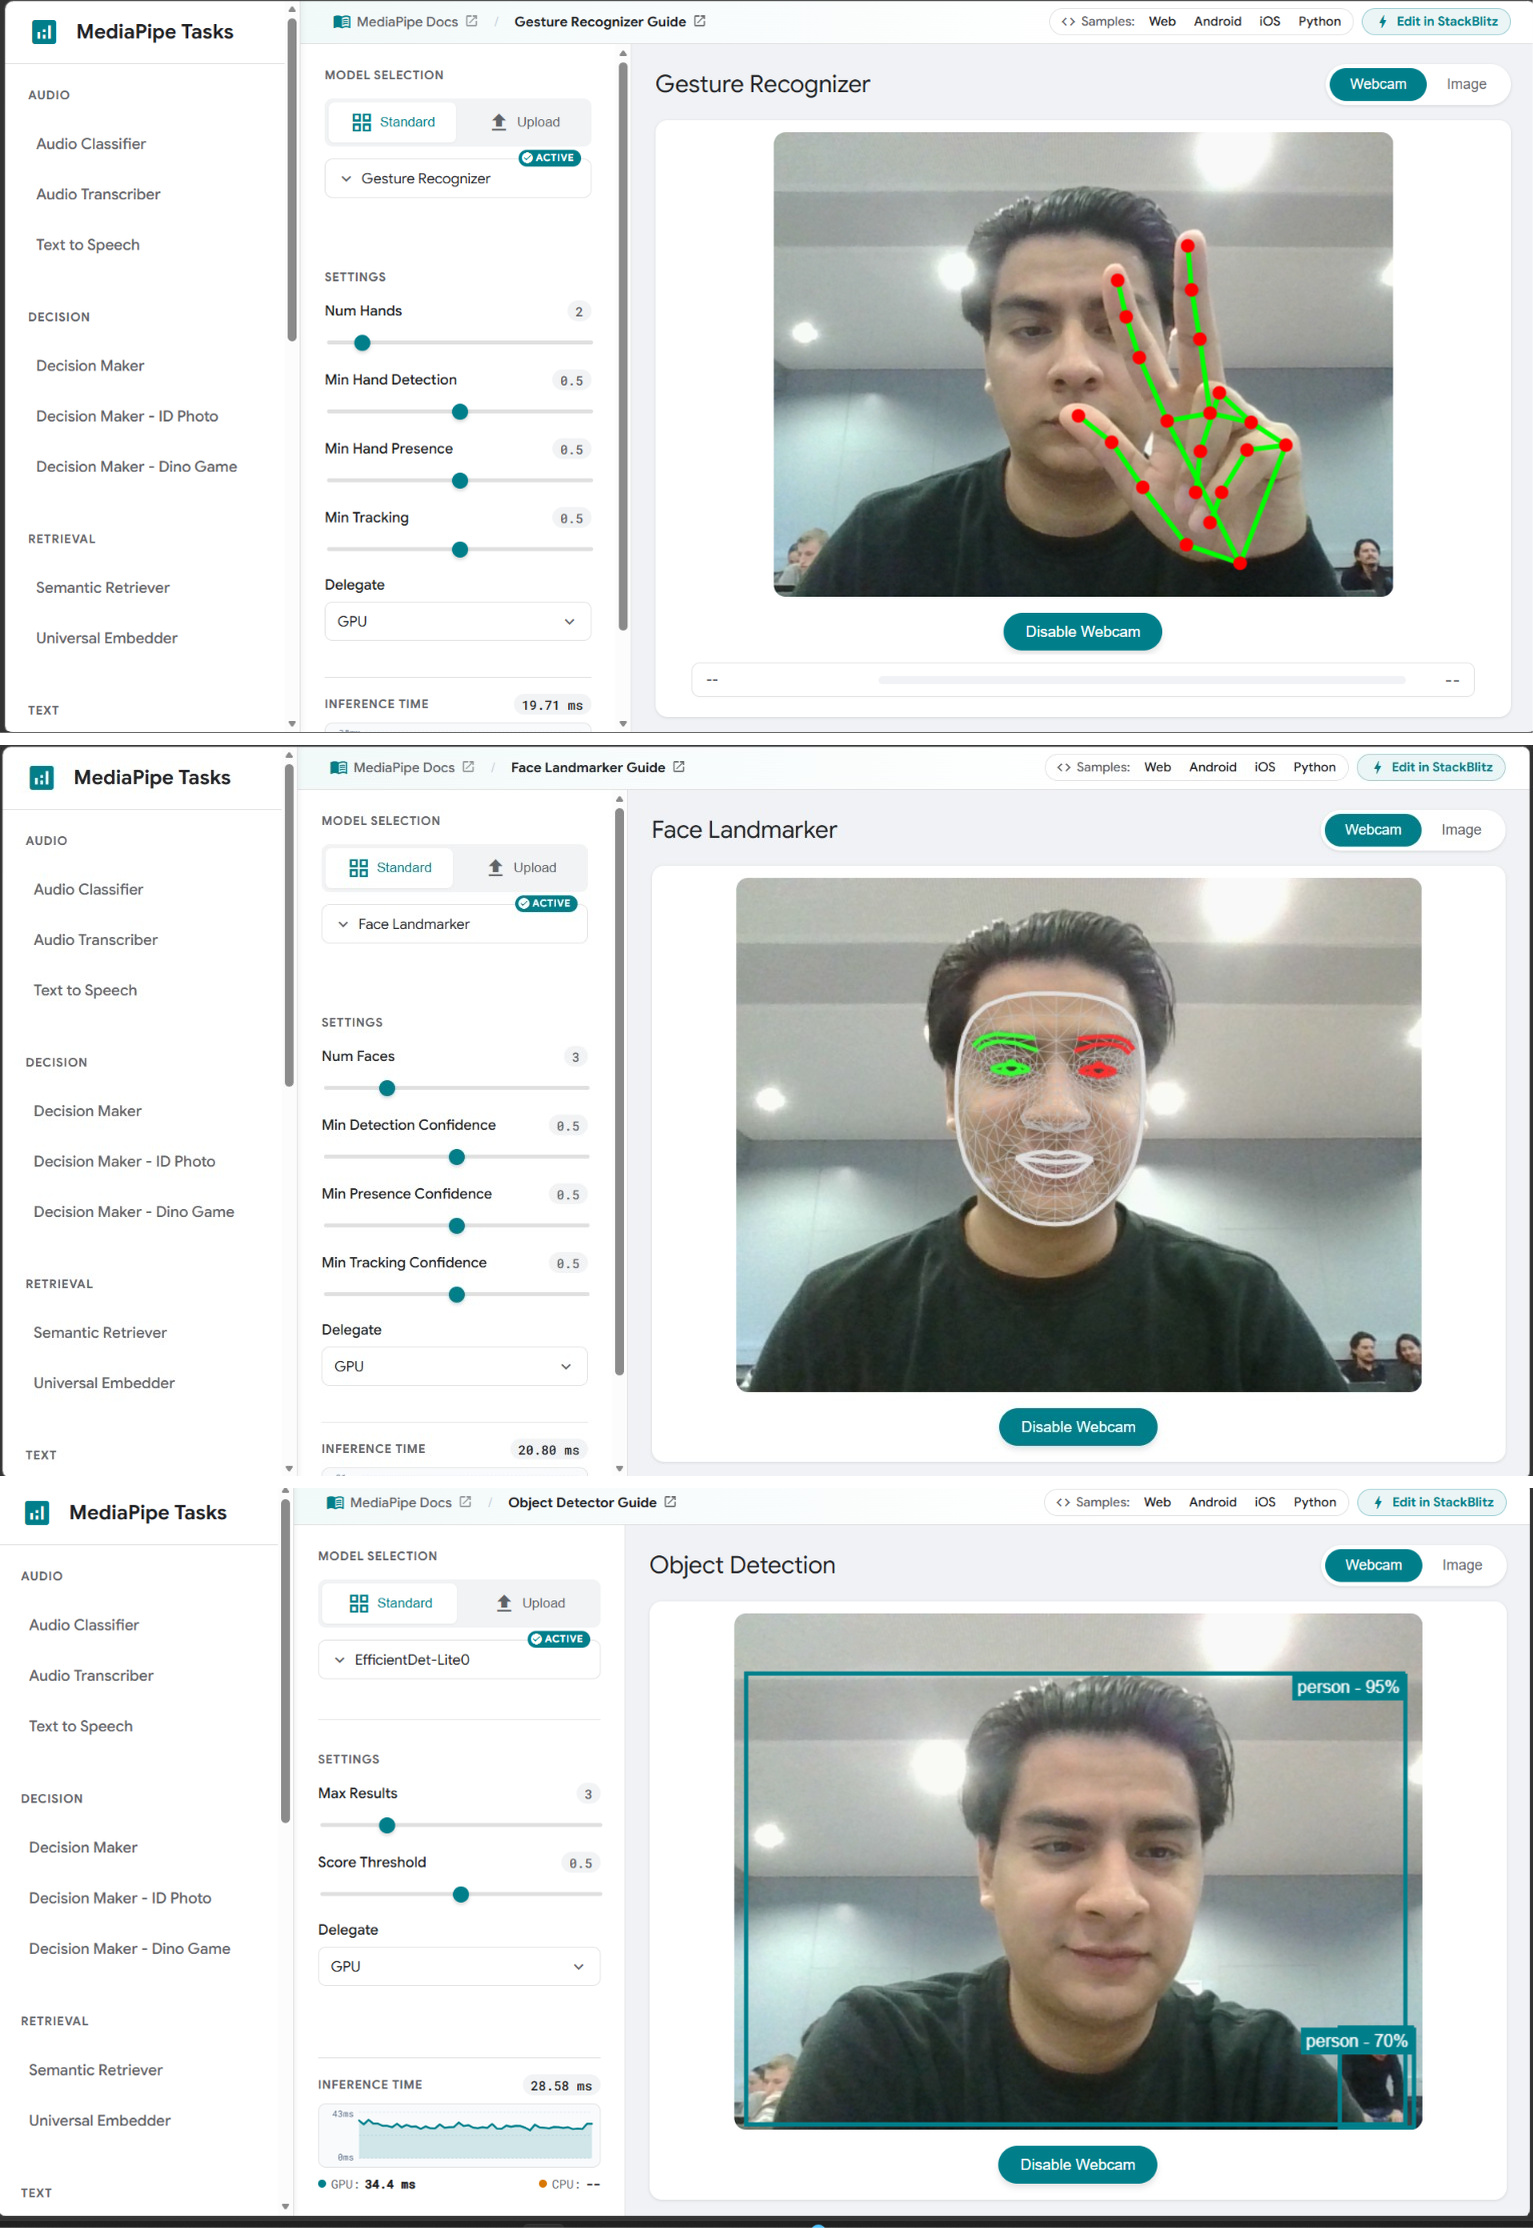 MediaPipe Tasks
AUDIO
Audio Classifier
Audio Transcriber
Text to Speech
DECISION
Decision Maker
Decision Maker - ID Photo
Decision Maker - Dino Game
RETRIEVAL
Semantic Retriever
Universal Embedder
TEXT
MediaPipe Docs / Gesture Recognizer Guide
Samples: Web Android iOS Python
Edit in StackBlitz
MODEL SELECTION
Standard Upload
ACTIVE
Gesture Recognizer
SETTINGS
Num Hands 2
Min Hand Detection 0.5
Min Hand Presence 0.5
Min Tracking 0.5
Delegate
GPU
INFERENCE TIME 19.71 ms
Gesture Recognizer
Webcam Image
Disable Webcam
-- --
MediaPipe Tasks
AUDIO
Audio Classifier
Audio Transcriber
Text to Speech
DECISION
Decision Maker
Decision Maker - ID Photo
Decision Maker - Dino Game
RETRIEVAL
Semantic Retriever
Universal Embedder
TEXT
MediaPipe Docs / Face Landmarker Guide
Samples: Web Android iOS Python
Edit in StackBlitz
MODEL SELECTION
Standard Upload
ACTIVE
Face Landmarker
SETTINGS
Num Faces 3
Min Detection Confidence 0.5
Min Presence Confidence 0.5
Min Tracking Confidence 0.5
Delegate
GPU
INFERENCE TIME 20.80 ms
Face Landmarker
Webcam Image
Disable Webcam
MediaPipe Tasks
AUDIO
Audio Classifier
Audio Transcriber
Text to Speech
DECISION
Decision Maker
Decision Maker - ID Photo
Decision Maker - Dino Game
RETRIEVAL
Semantic Retriever
Universal Embedder
TEXT
MediaPipe Docs / Object Detector Guide
Samples: Web Android iOS Python
Edit in StackBlitz
MODEL SELECTION
Standard Upload
ACTIVE
EfficientDet-Lite0
SETTINGS
Max Results 3
Score Threshold 0.5
Delegate
GPU
INFERENCE TIME 28.58 ms
43ms
0ms
GPU: 34.4 ms CPU: --
Object Detection
Webcam Image
person - 95%
person - 70%
Disable Webcam